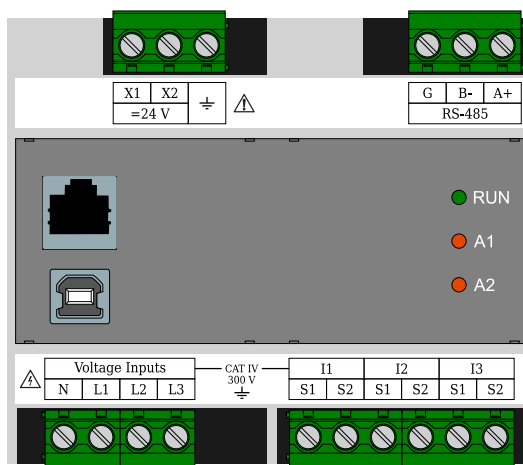 X1 X2
=24 V
G B- A+
RS-485
RUN
A1
A2
Voltage Inputs
N L1 L2 L3
CAT IV
300 V
I1 I2 I3
S1 S2 S1 S2 S1 S2